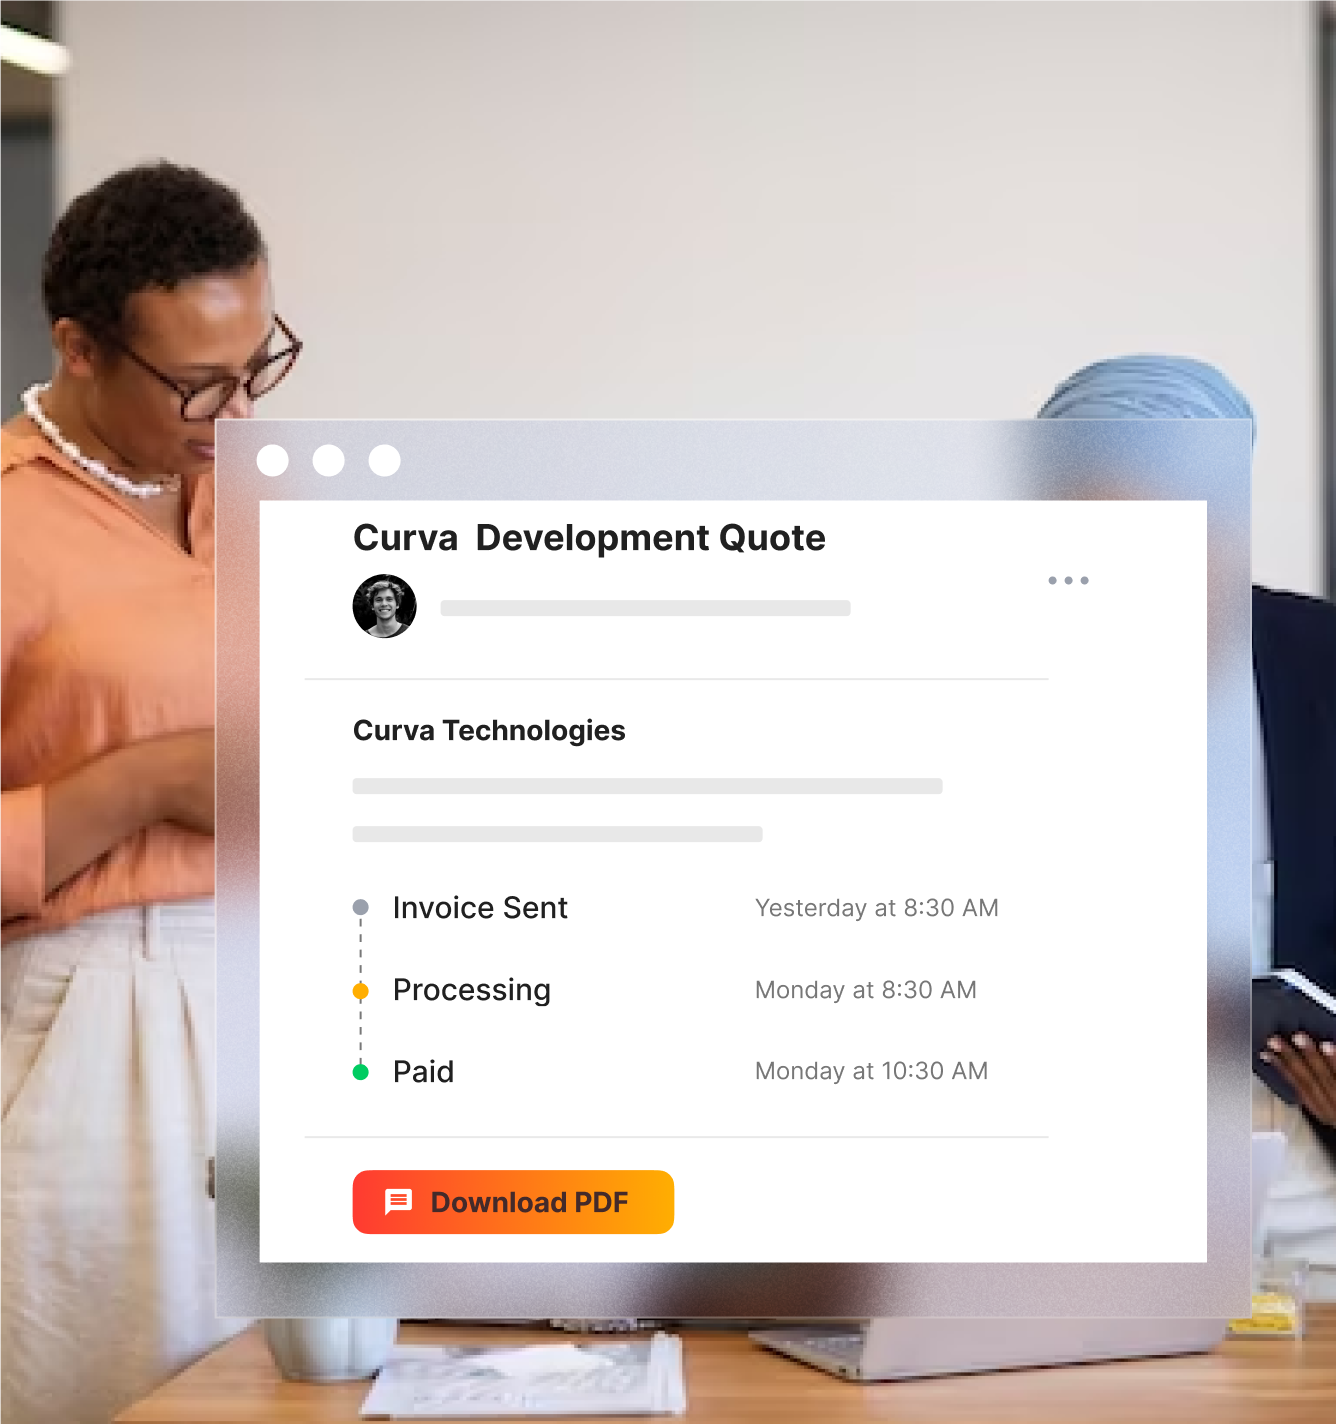 Curva  Development Quote
Curva Technologies
Invoice Sent Yesterday at 8:30 AM
Processing Monday at 8:30 AM
Paid Monday at 10:30 AM
Download PDF